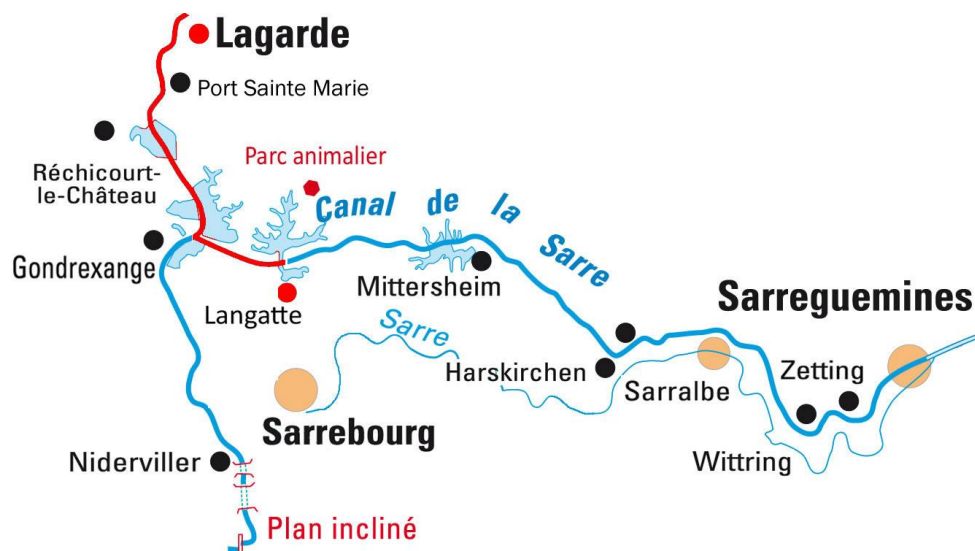 Lagarde
Port Sainte Marie
Réchicourt-
le-Château
Parc animalier
Canal de la Sarre
Gondrexange
Langatte
Mittersheim
Sarreguemines
Sarre
Harskirchen
Sarralbe
Zetting
Sarrebourg
Wittring
Niderviller
Plan incliné